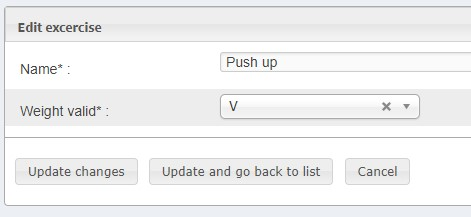 Edit excercise
Name* : Push up
Weight valid* : V
Update changes Update and go back to list Cancel